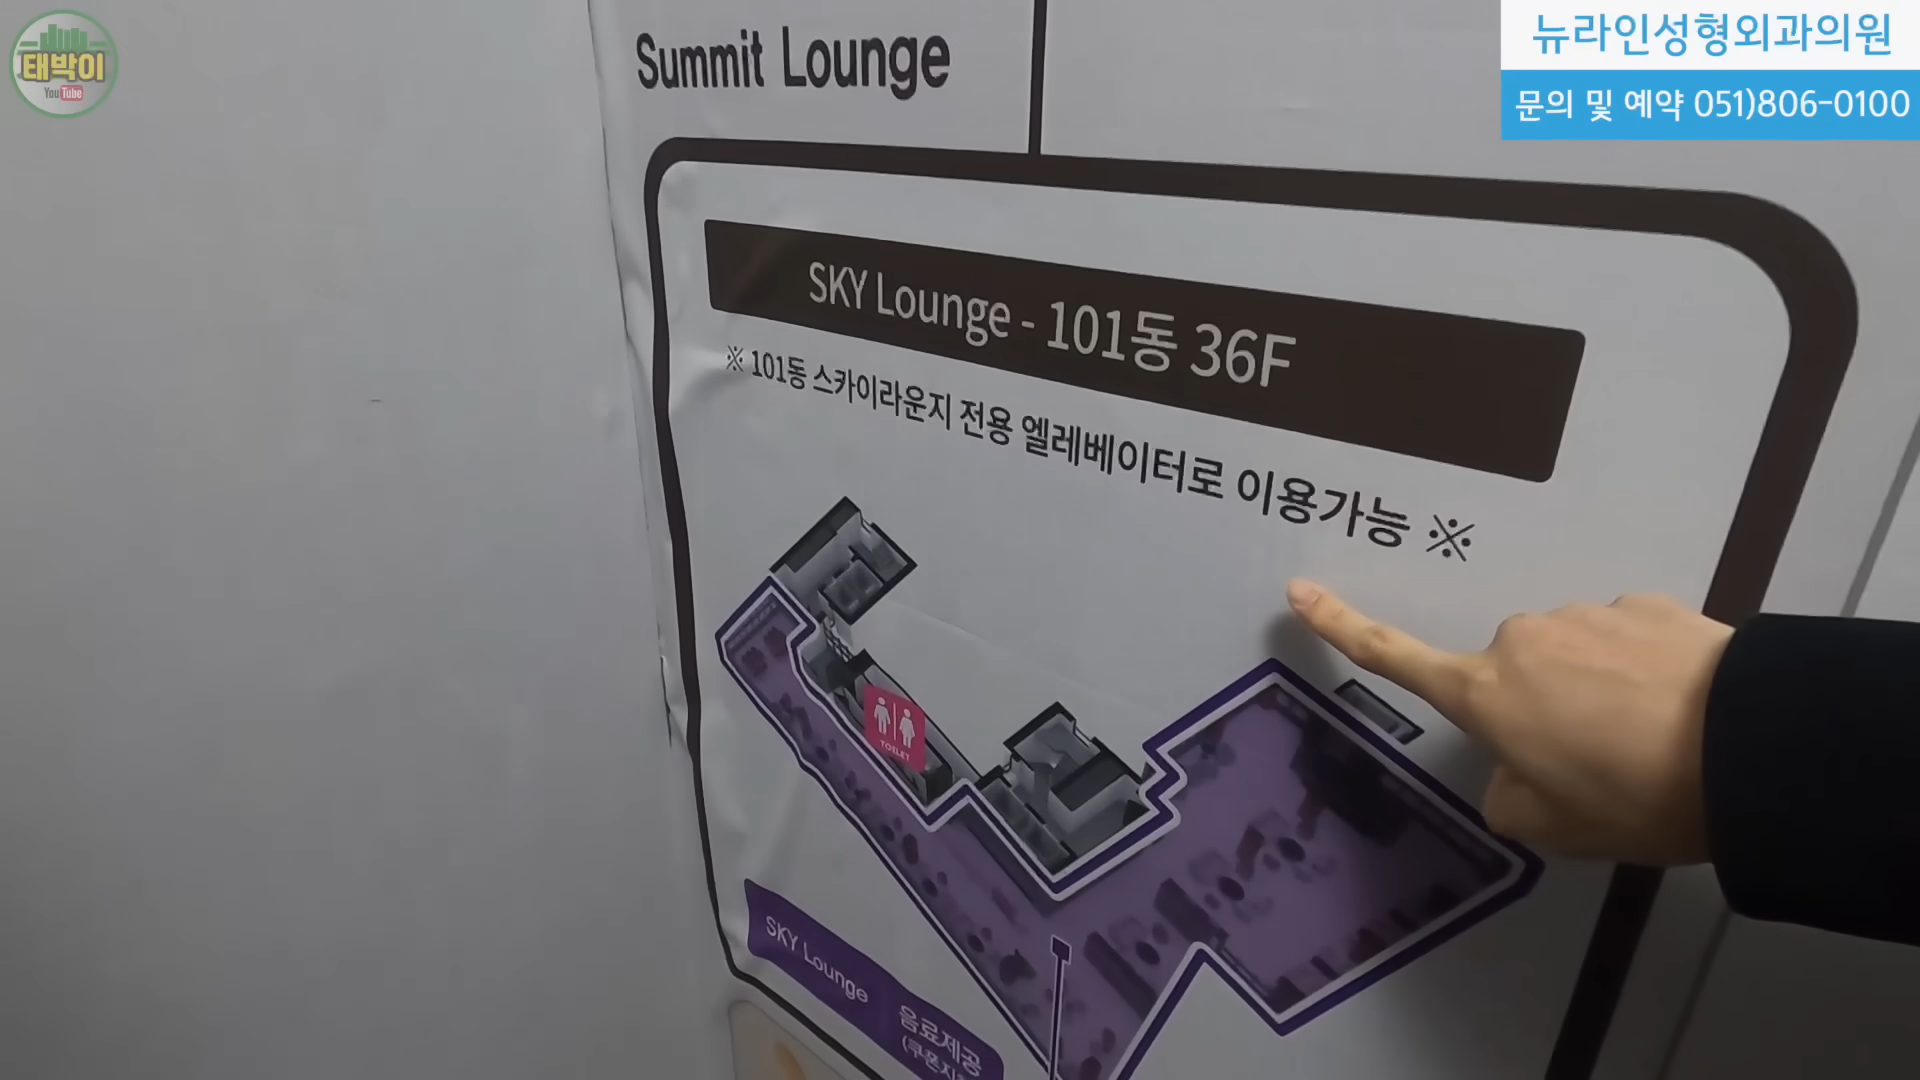 태박이
YouTube
뉴라인성형외과의원
문의 및 예약 051)806-0100
Summit Lounge
SKY Lounge - 101동 36F
※ 101동 스카이라운지 전용 엘레베이터로 이용가능 ※
TOILET
SKY Lounge
음료제공